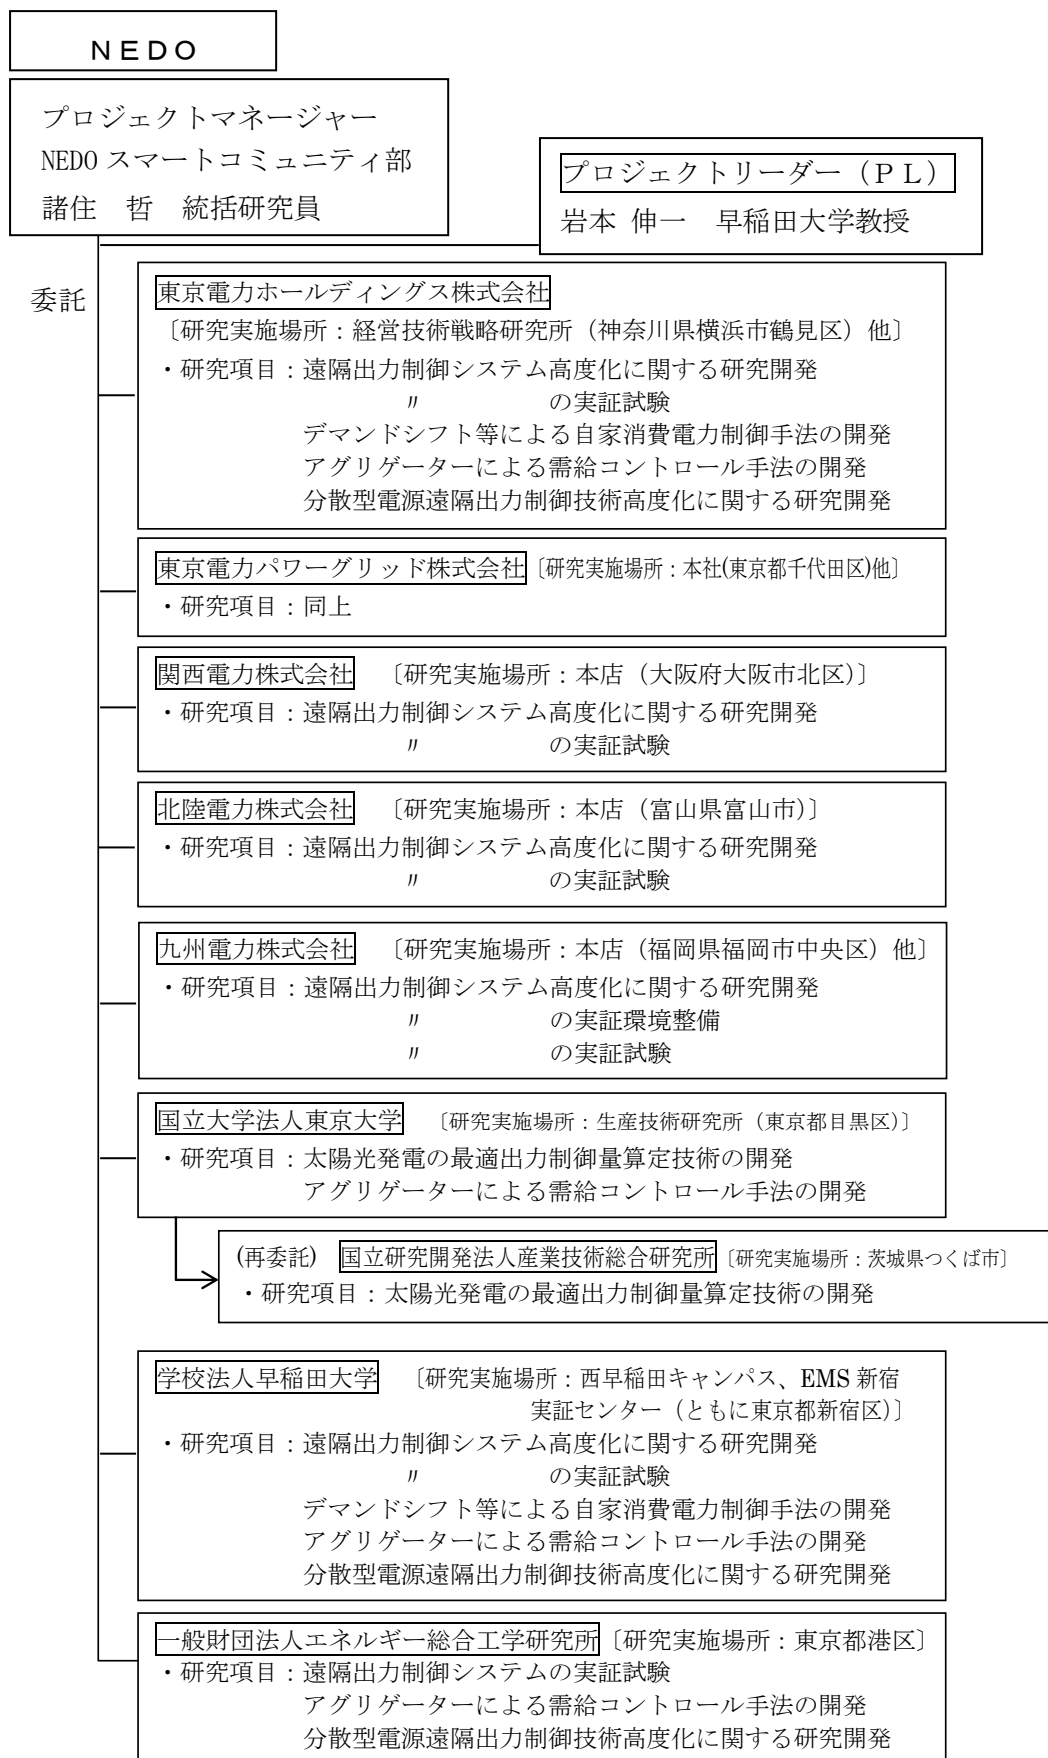 ＮＥＤＯ
プロジェクトマネージャー
NEDO スマートコミュニティ部
諸住　哲　統括研究員
プロジェクトリーダー（ＰＬ）
岩本 伸一　早稲田大学教授
委託
東京電力ホールディングス株式会社
〔研究実施場所：経営技術戦略研究所（神奈川県横浜市鶴見区）他〕
・研究項目：遠隔出力制御システム高度化に関する研究開発
〃　の実証試験
デマンドシフト等による自家消費電力制御手法の開発
アグリゲーターによる需給コントロール手法の開発
分散型電源遠隔出力制御技術高度化に関する研究開発
東京電力パワーグリッド株式会社〔研究実施場所：本社(東京都千代田区)他〕
・研究項目：同上
関西電力株式会社　〔研究実施場所：本店（大阪府大阪市北区）〕
・研究項目：遠隔出力制御システム高度化に関する研究開発
〃　の実証試験
北陸電力株式会社　〔研究実施場所：本店（富山県富山市）〕
・研究項目：遠隔出力制御システム高度化に関する研究開発
〃　の実証試験
九州電力株式会社　〔研究実施場所：本店（福岡県福岡市中央区）他〕
・研究項目：遠隔出力制御システム高度化に関する研究開発
〃　の実証環境整備
〃　の実証試験
国立大学法人東京大学　〔研究実施場所：生産技術研究所（東京都目黒区）〕
・研究項目：太陽光発電の最適出力制御量算定技術の開発
アグリゲーターによる需給コントロール手法の開発
(再委託)　国立研究開発法人産業技術総合研究所〔研究実施場所：茨城県つくば市〕
・研究項目：太陽光発電の最適出力制御量算定技術の開発
学校法人早稲田大学　〔研究実施場所：西早稲田キャンパス、EMS 新宿
実証センター（ともに東京都新宿区）〕
・研究項目：遠隔出力制御システム高度化に関する研究開発
〃　の実証試験
デマンドシフト等による自家消費電力制御手法の開発
アグリゲーターによる需給コントロール手法の開発
分散型電源遠隔出力制御技術高度化に関する研究開発
一般財団法人エネルギー総合工学研究所〔研究実施場所：東京都港区〕
・研究項目：遠隔出力制御システムの実証試験
アグリゲーターによる需給コントロール手法の開発
分散型電源遠隔出力制御技術高度化に関する研究開発